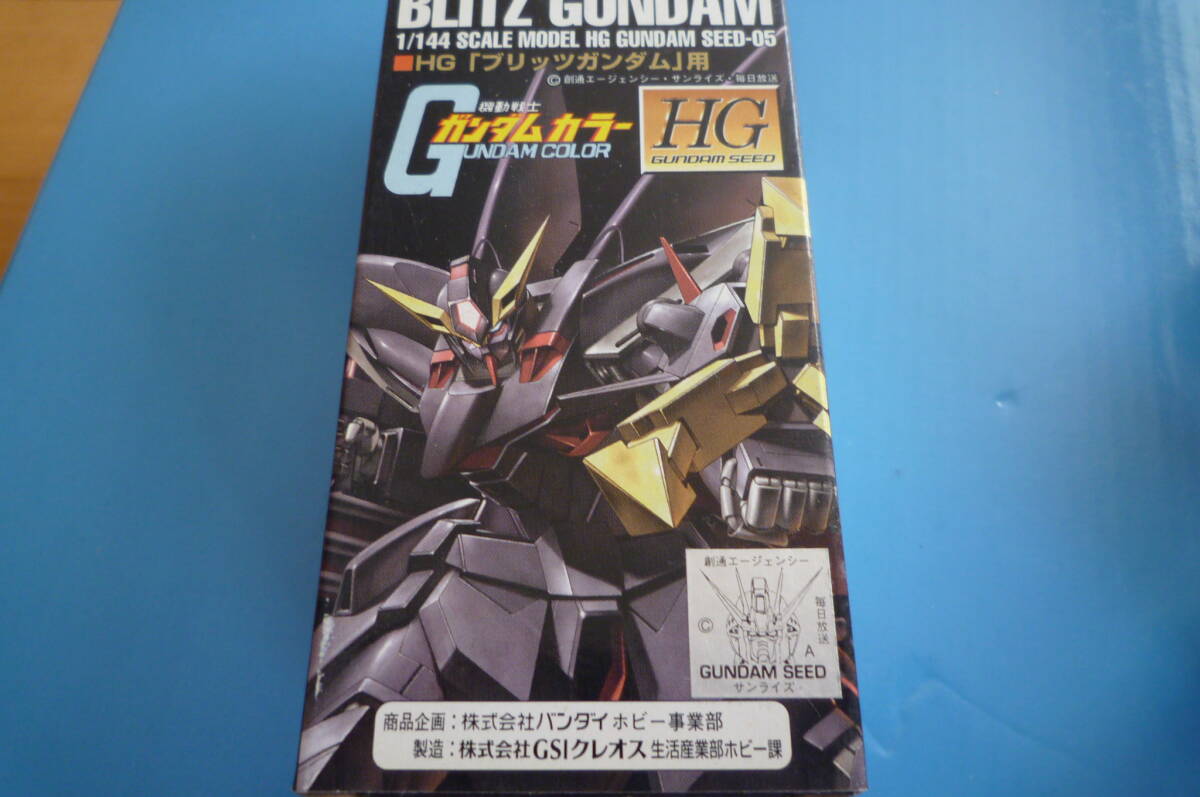 BLITZ GUNDAM
1/144 SCALE MODEL HG GUNDAM SEED-05
■HG「ブリッツガンダム」用
©創通エージェンシー・サンライズ・毎日放送
機動戦士
ガンダムカラー
GUNDAM COLOR
HG
GUNDAM SEED
創通エージェンシー
毎日放送
©
A
GUNDAM SEED
サンライズ
商品企画：株式会社バンダイ ホビー事業部
製造：株式会社GSIクレオス 生活産業部ホビー課